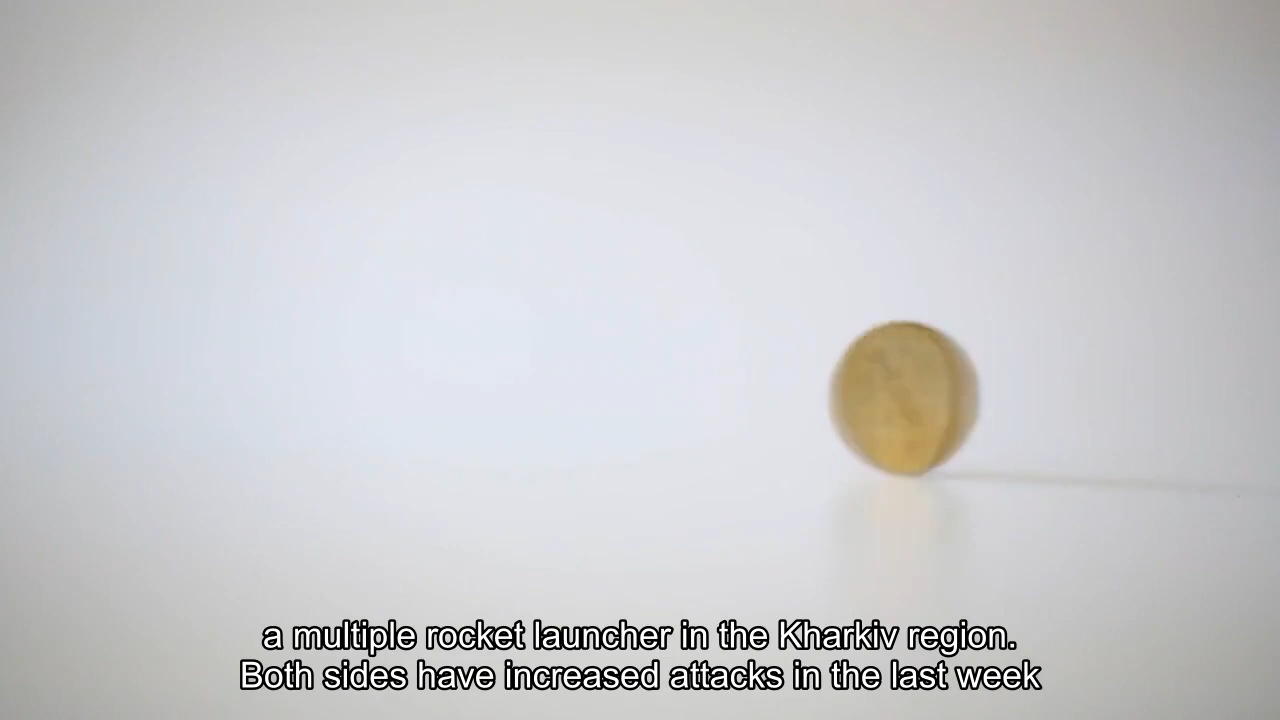 a multiple rocket launcher in the Kharkiv region.
Both sides have increased attacks in the last week